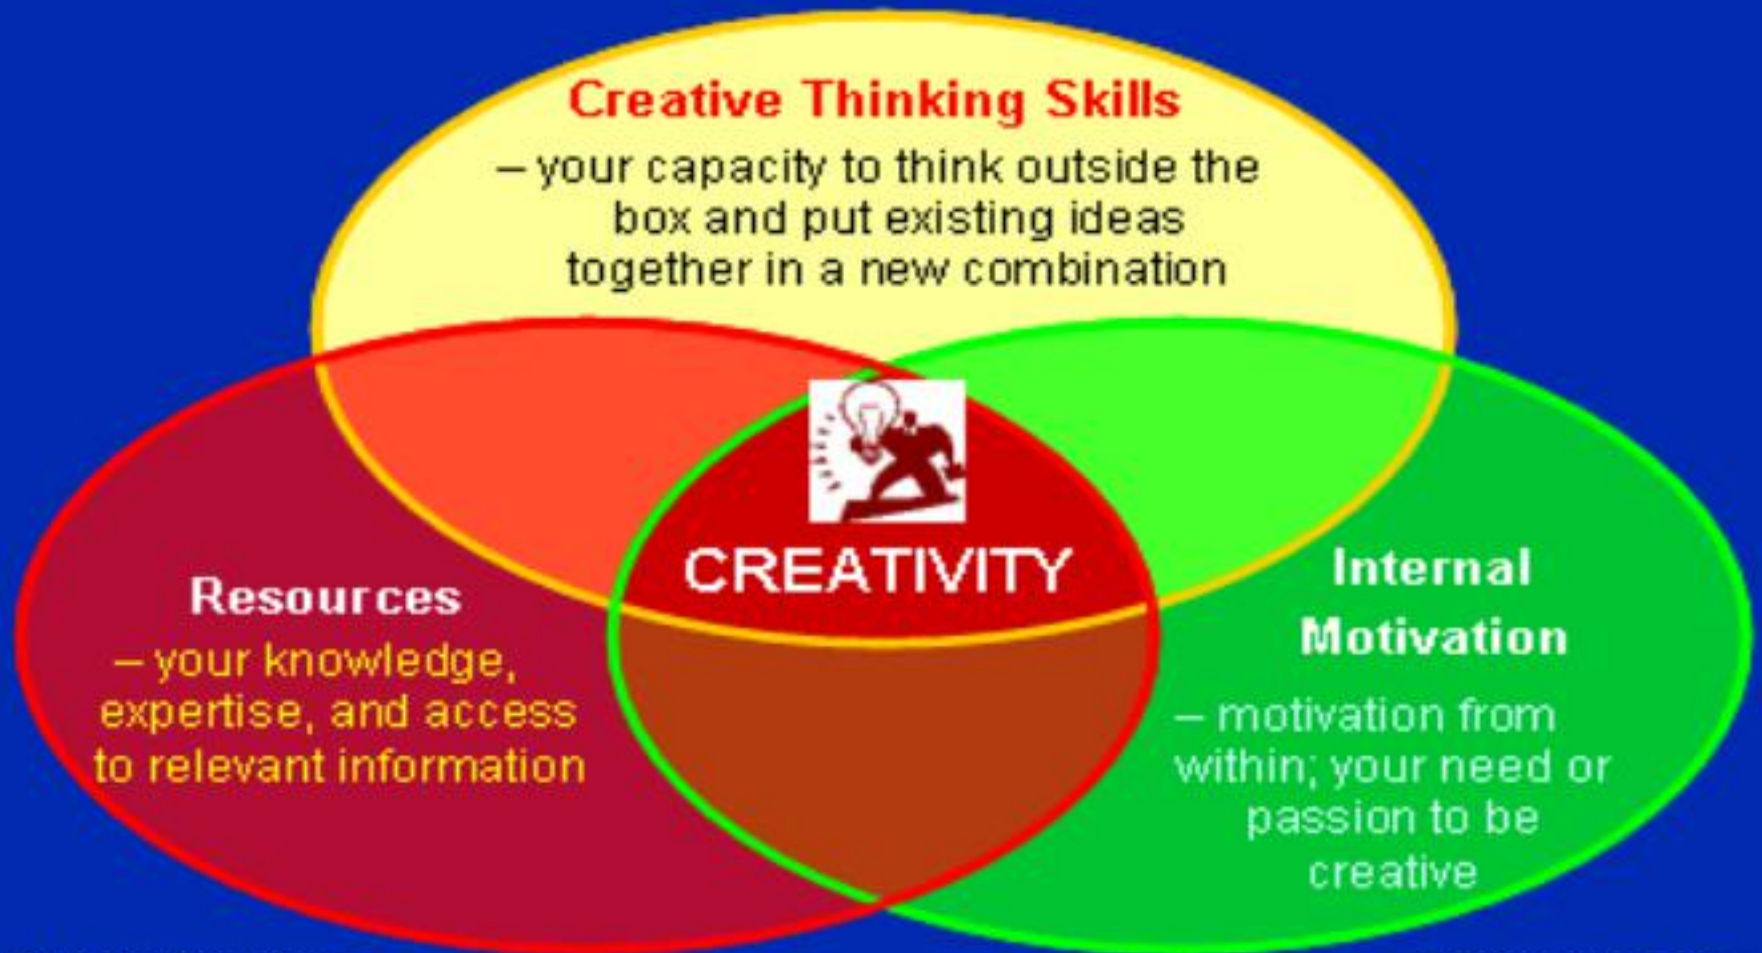 Creative Thinking Skills
– your capacity to think outside the
box and put existing ideas
together in a new combination
CREATIVITY
Resources
– your knowledge,
expertise, and access
to relevant information
Internal
Motivation
– motivation from
within; your need or
passion to be
creative